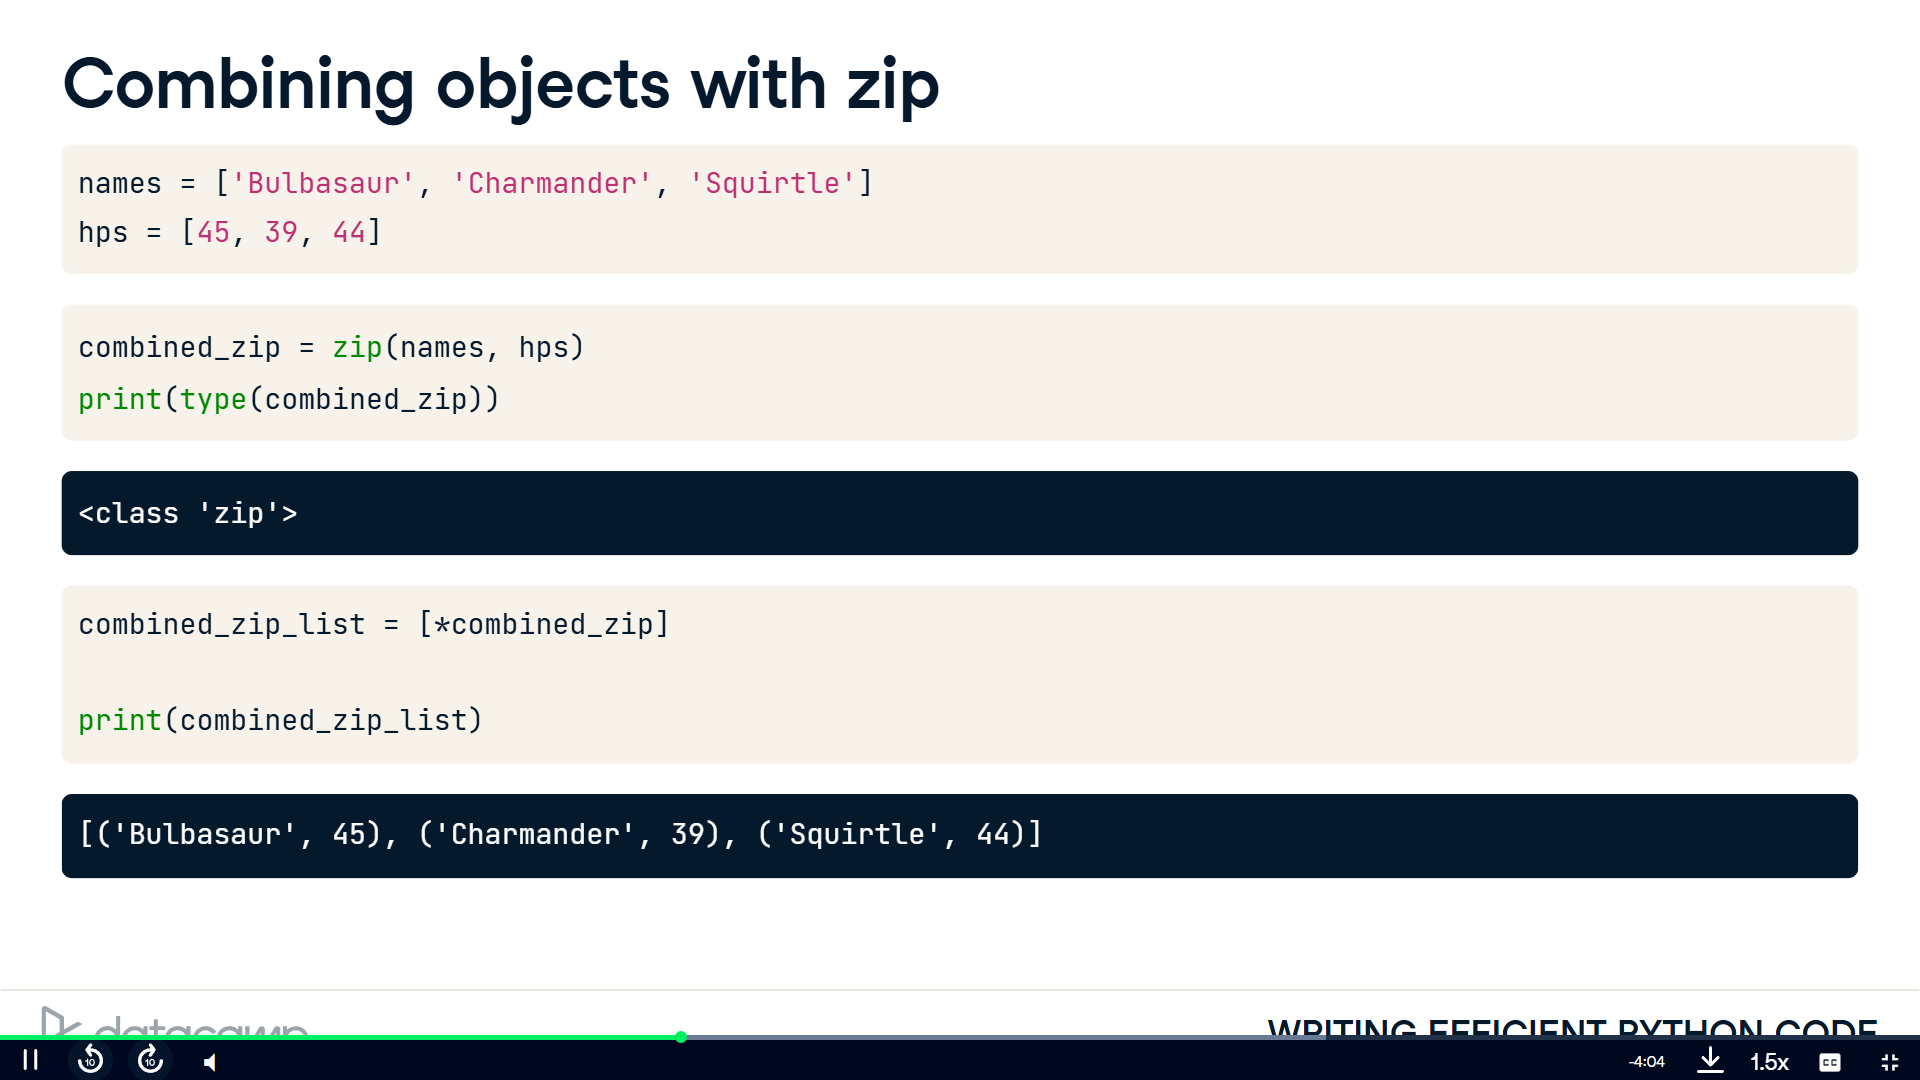 Combining objects with zip
names = ['Bulbasaur', 'Charmander', 'Squirtle']
hps = [45, 39, 44]
combined_zip = zip(names, hps)
print(type(combined_zip))
<class 'zip'>
combined_zip_list = [*combined_zip]
print(combined_zip_list)
[('Bulbasaur', 45), ('Charmander', 39), ('Squirtle', 44)]
datacamp
WRITING EFFICIENT PYTHON CODE
10
10
-4:04
1.5x
CC